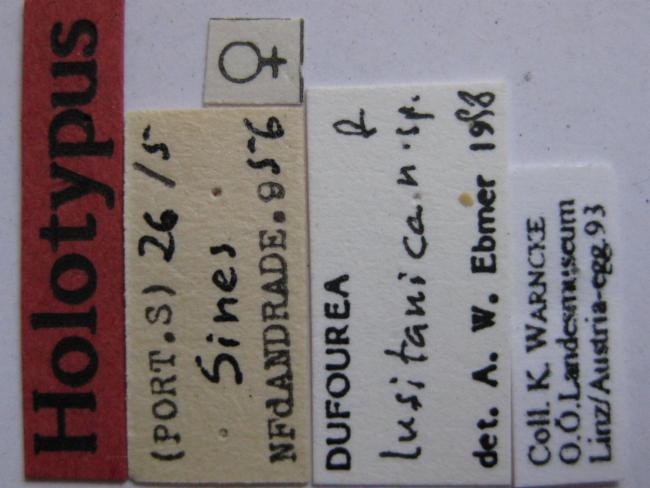 Holotypus
♀
(PORT.S) 26/5
Sines
NFdANDRADE.956
DUFOUREA
♀
lusitanica.n.sp.
det. A. W. Ebmer 1998
Coll. K. WARNCKE
O.Ö.Landesmuseum
Linz/Austria-egg.93